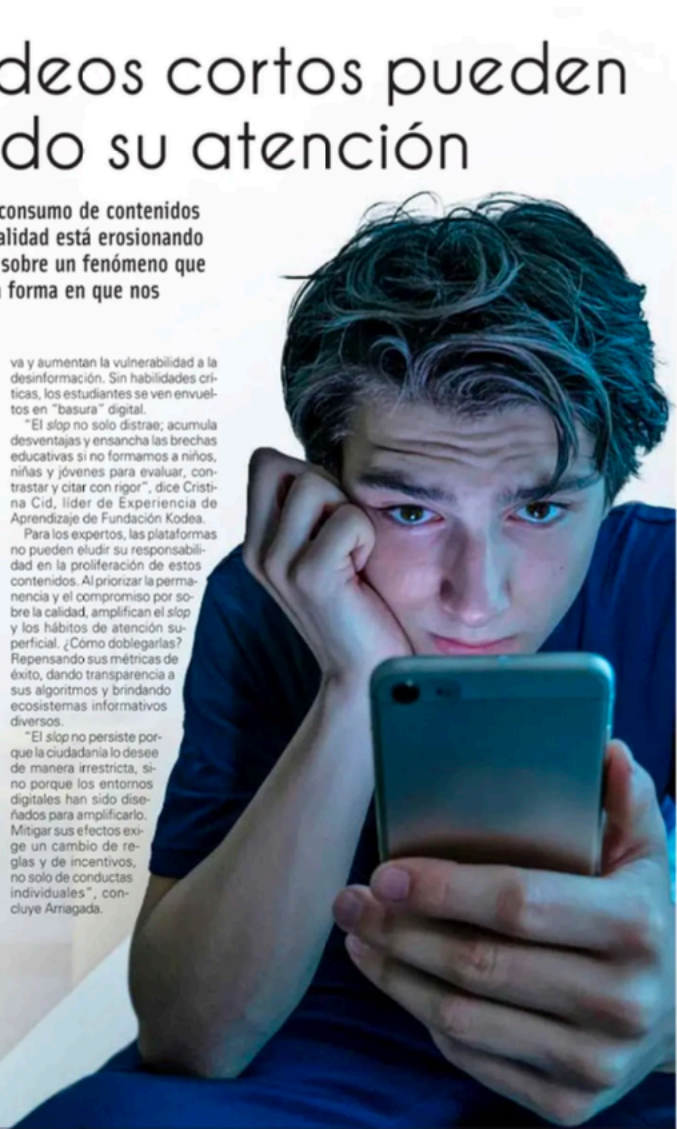 deos cortos pueden
do su atención
consumo de contenidos
alidad está erosionando
sobre un fenómeno que
forma en que nos
va y aumentan la vulnerabilidad a la
desinformación. Sin habilidades crí-
ticas, los estudiantes se ven envuel-
tos en "basura" digital.
"El slop no solo distrae; acumula
desventajas y ensancha las brechas
educativas si no formamos a niños,
niñas y jóvenes para evaluar, con-
trastar y citar con rigor", dice Cristi-
na Cid, líder de Experiencia de
Aprendizaje de Fundación Kodea.
Para los expertos, las plataformas
no pueden eludir su responsabili-
dad en la proliferación de estos
contenidos. Al priorizar la perma-
nencia y el compromiso por so-
bre la calidad, amplifican el slop
y los hábitos de atención su-
perficial. ¿Cómo doblegarlas?
Repensando sus métricas de
éxito, dando transparencia a
sus algoritmos y brindando
ecosistemas informativos
diversos.
"El slop no persiste por-
que la ciudadanía lo desee
de manera irrestricta, si-
no porque los entornos
digitales han sido dise-
ñados para amplificarlo.
Mitigar sus efectos exi-
ge un cambio de re-
glas y de incentivos,
no solo de conductas
individuales", con-
cluye Arriagada.